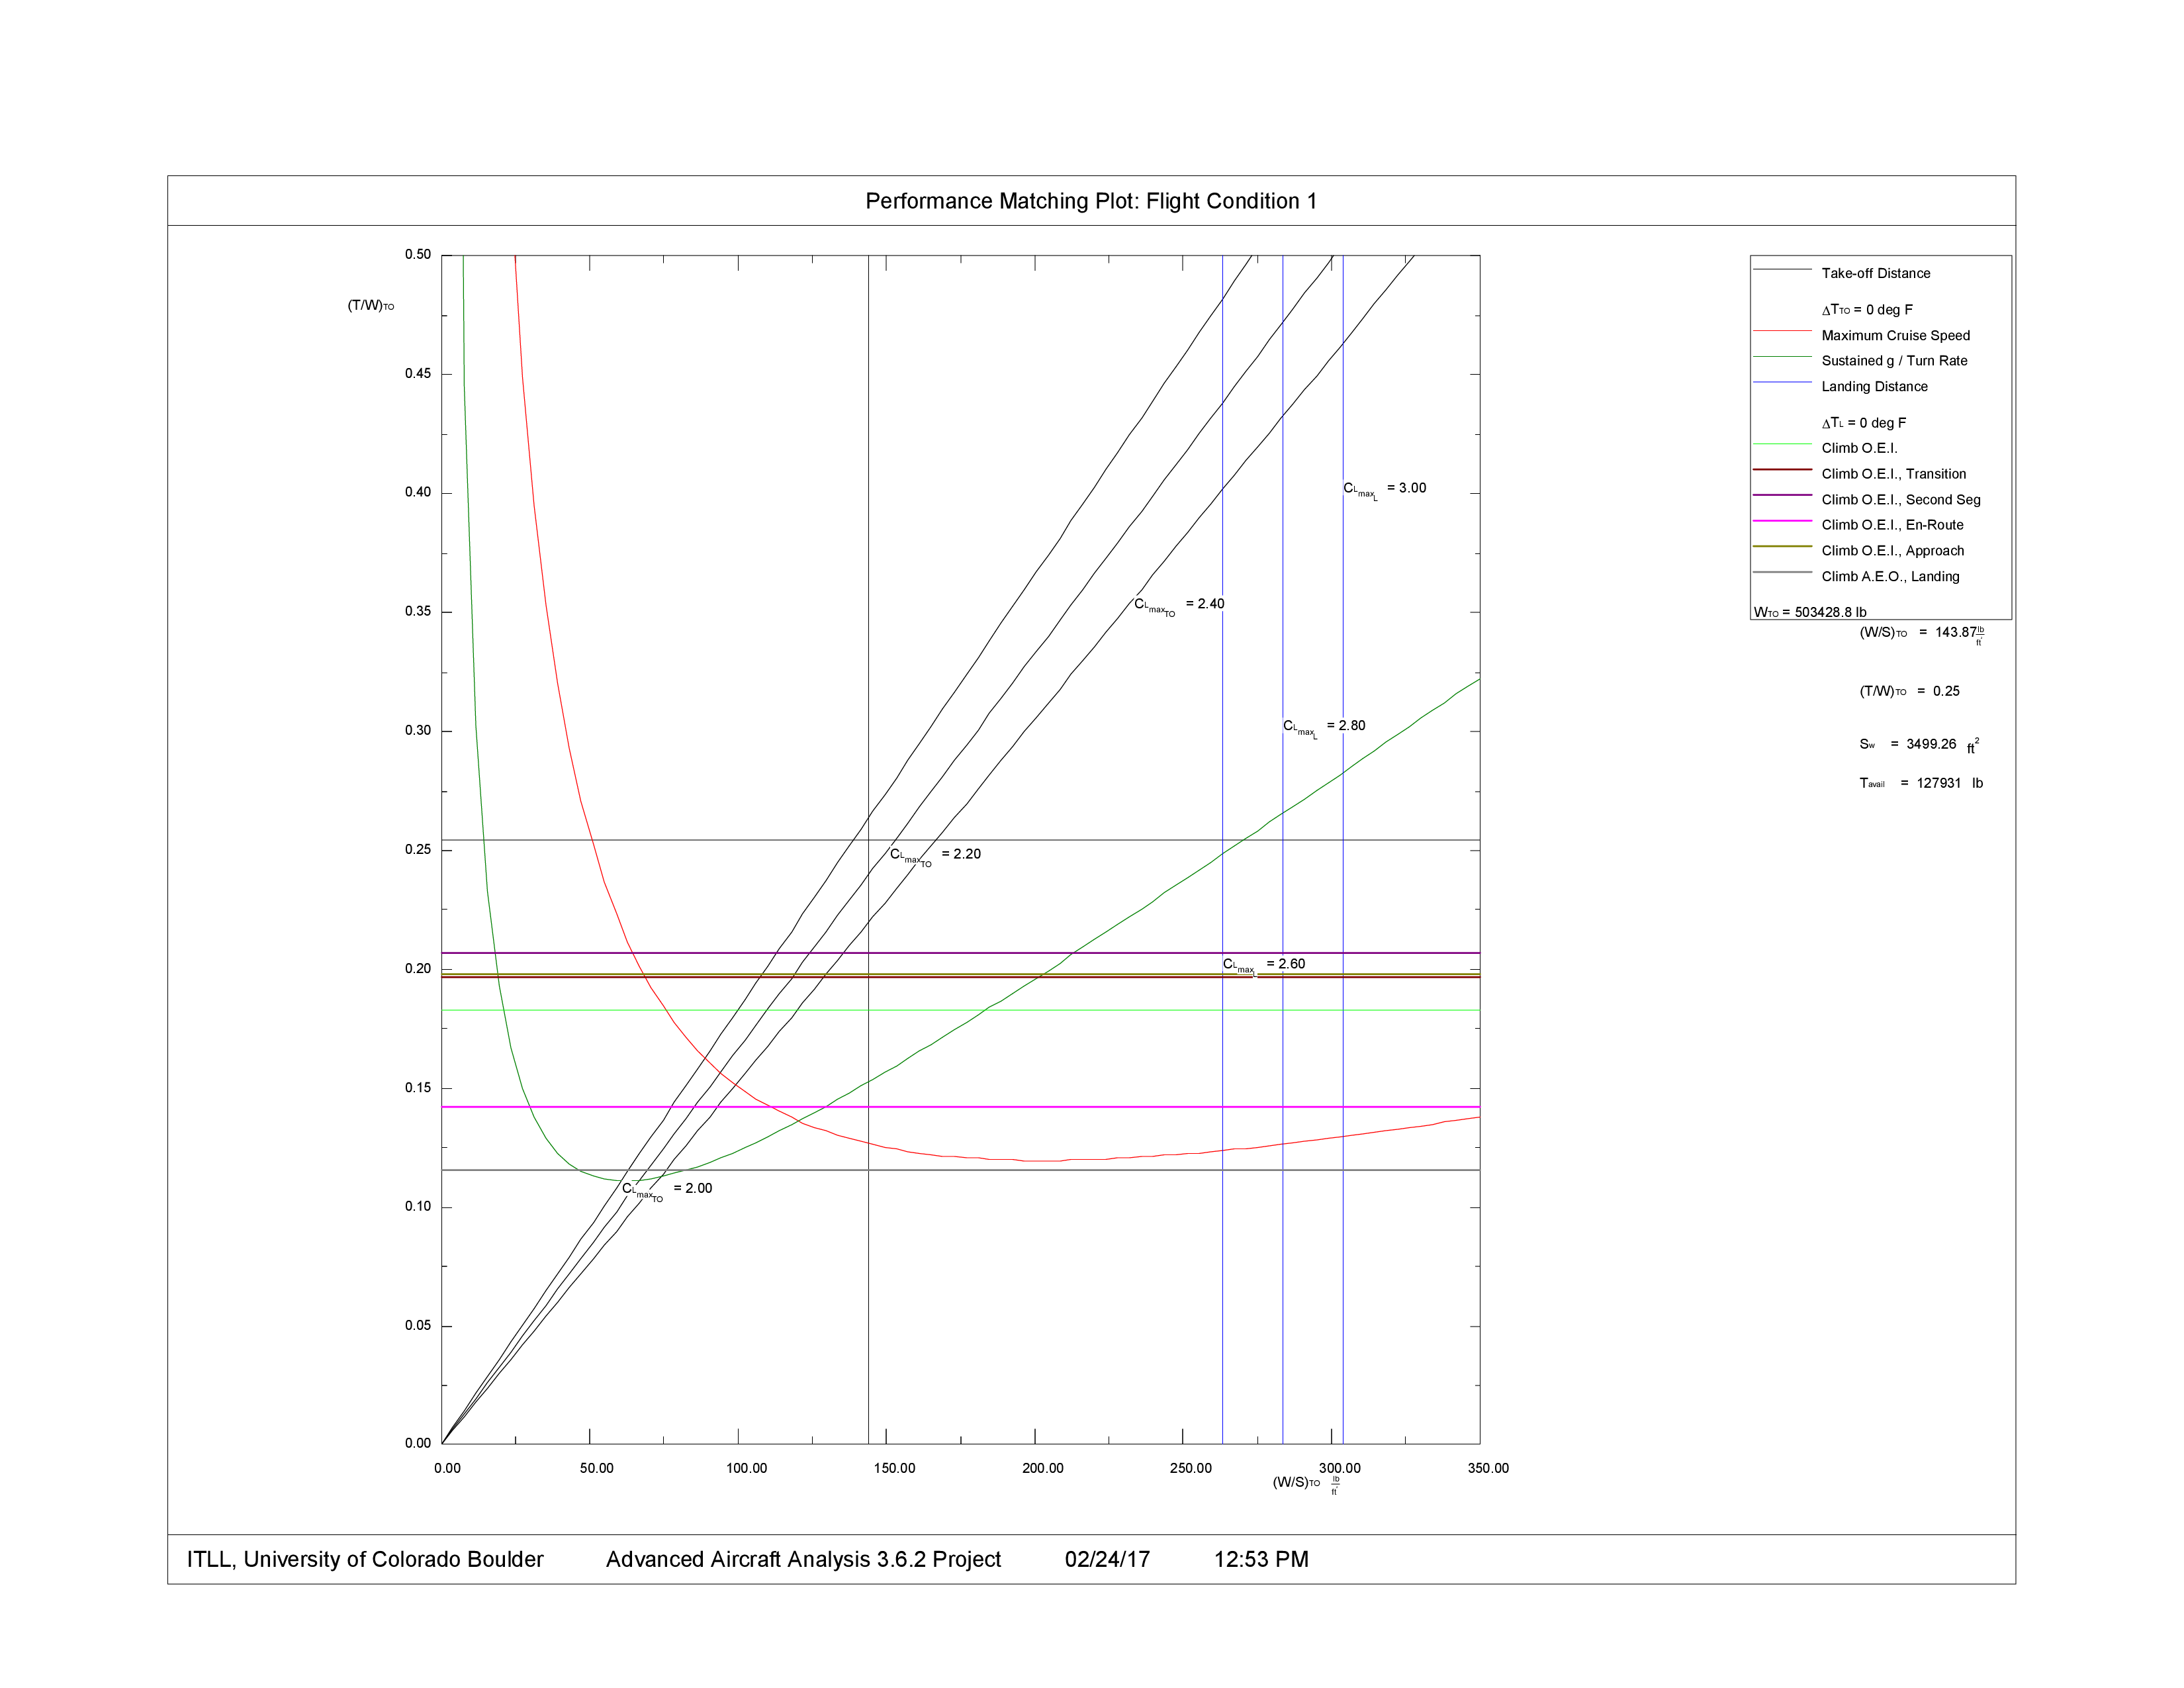 Performance Matching Plot: Flight Condition 1
0.50
(T/W)TO
0.45
0.40
0.35
0.30
0.25
0.20
0.15
0.10
0.05
0.00
0.00 50.00 100.00 150.00 200.00 250.00 300.00 350.00
(W/S)TO lb/ft
CLmaxL = 3.00
CLmaxTO = 2.40
CLmaxL = 2.80
CLmaxTO = 2.20
CLmaxL = 2.60
CLmaxTO = 2.00
Take-off Distance
ΔTTO = 0 deg F
Maximum Cruise Speed
Sustained g / Turn Rate
Landing Distance
ΔTL = 0 deg F
Climb O.E.I.
Climb O.E.I., Transition
Climb O.E.I., Second Seg
Climb O.E.I., En-Route
Climb O.E.I., Approach
Climb A.E.O., Landing
WTO = 503428.8 lb
(W/S)TO = 143.87 lb/ft
(T/W)TO = 0.25
Sw = 3499.26 ft2
Tavail = 127931 lb
ITLL, University of Colorado Boulder Advanced Aircraft Analysis 3.6.2 Project 02/24/17 12:53 PM